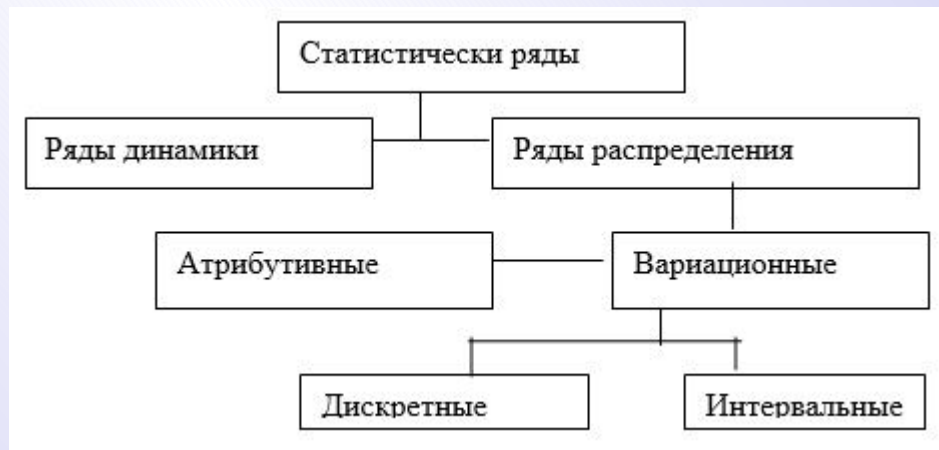 Статистически ряды
Ряды динамики
Ряды распределения
Атрибутивные
Вариационные
Дискретные
Интервальные